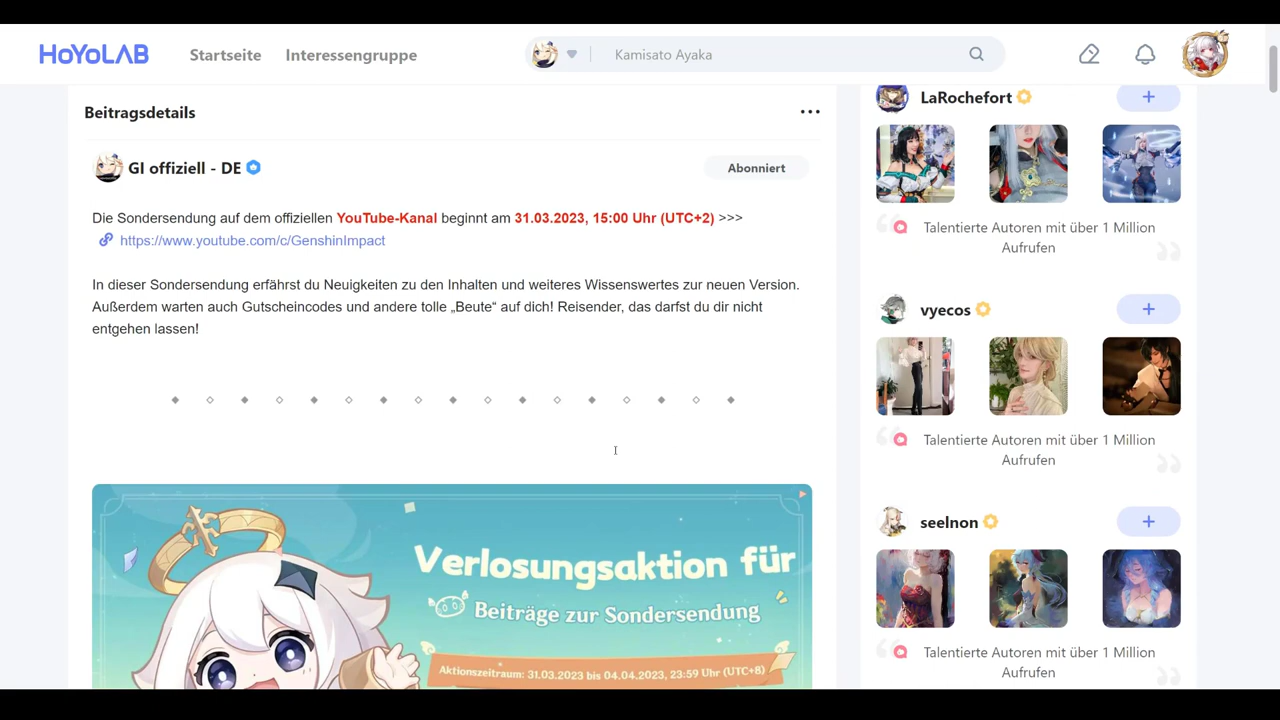 HoYoLAB
Startseite
Interessengruppe
Kamisato Ayaka
Beitragsdetails
GI offiziell - DE
Abonniert
Die Sondersendung auf dem offiziellen YouTube-Kanal beginnt am 31.03.2023, 15:00 Uhr (UTC+2) >>>
https://www.youtube.com/c/GenshinImpact
In dieser Sondersendung erfährst du Neuigkeiten zu den Inhalten und weiteres Wissenswertes zur neuen Version.
Außerdem warten auch Gutscheincodes und andere tolle „Beute“ auf dich! Reisender, das darfst du dir nicht
entgehen lassen!
Verlosungsaktion für
Beiträge zur Sondersendung
Aktionszeitraum: 31.03.2023 bis 04.04.2023, 23:59 Uhr (UTC+8)
LaRochefort
Talentierte Autoren mit über 1 Million
Aufrufen
vyecos
Talentierte Autoren mit über 1 Million
Aufrufen
seelnon
Talentierte Autoren mit über 1 Million
Aufrufen